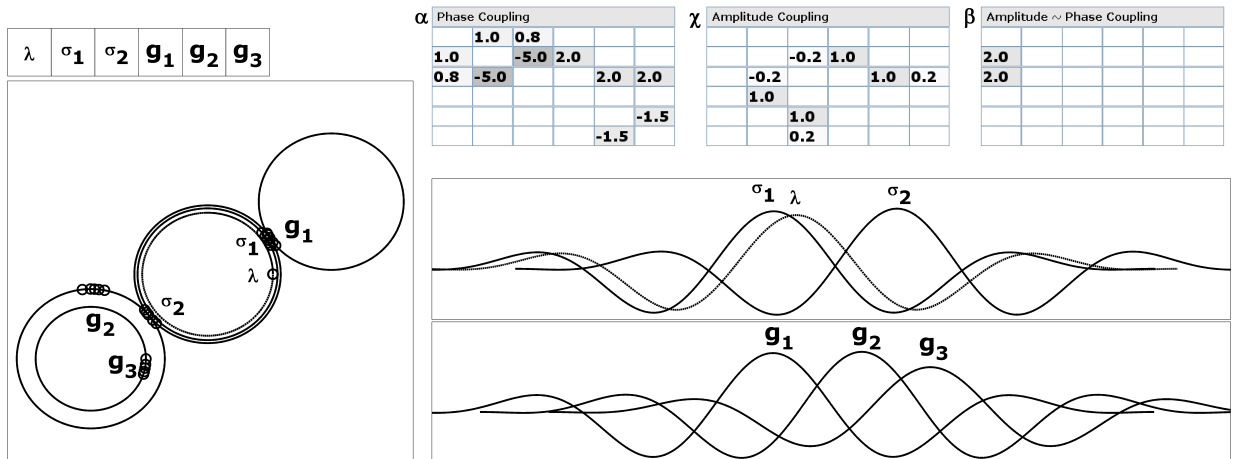 α Phase Coupling
1.0 0.8
1.0 -5.0 2.0
0.8 -5.0 2.0 2.0
-1.5
-1.5
χ Amplitude Coupling
-0.2 1.0
-0.2 1.0 0.2
1.0
1.0
0.2
β Amplitude ~ Phase Coupling
2.0
2.0
λ σ1 σ2 g1 g2 g3
g1
σ1
λ
σ2
g2
g3
σ1 λ σ2
g1 g2 g3